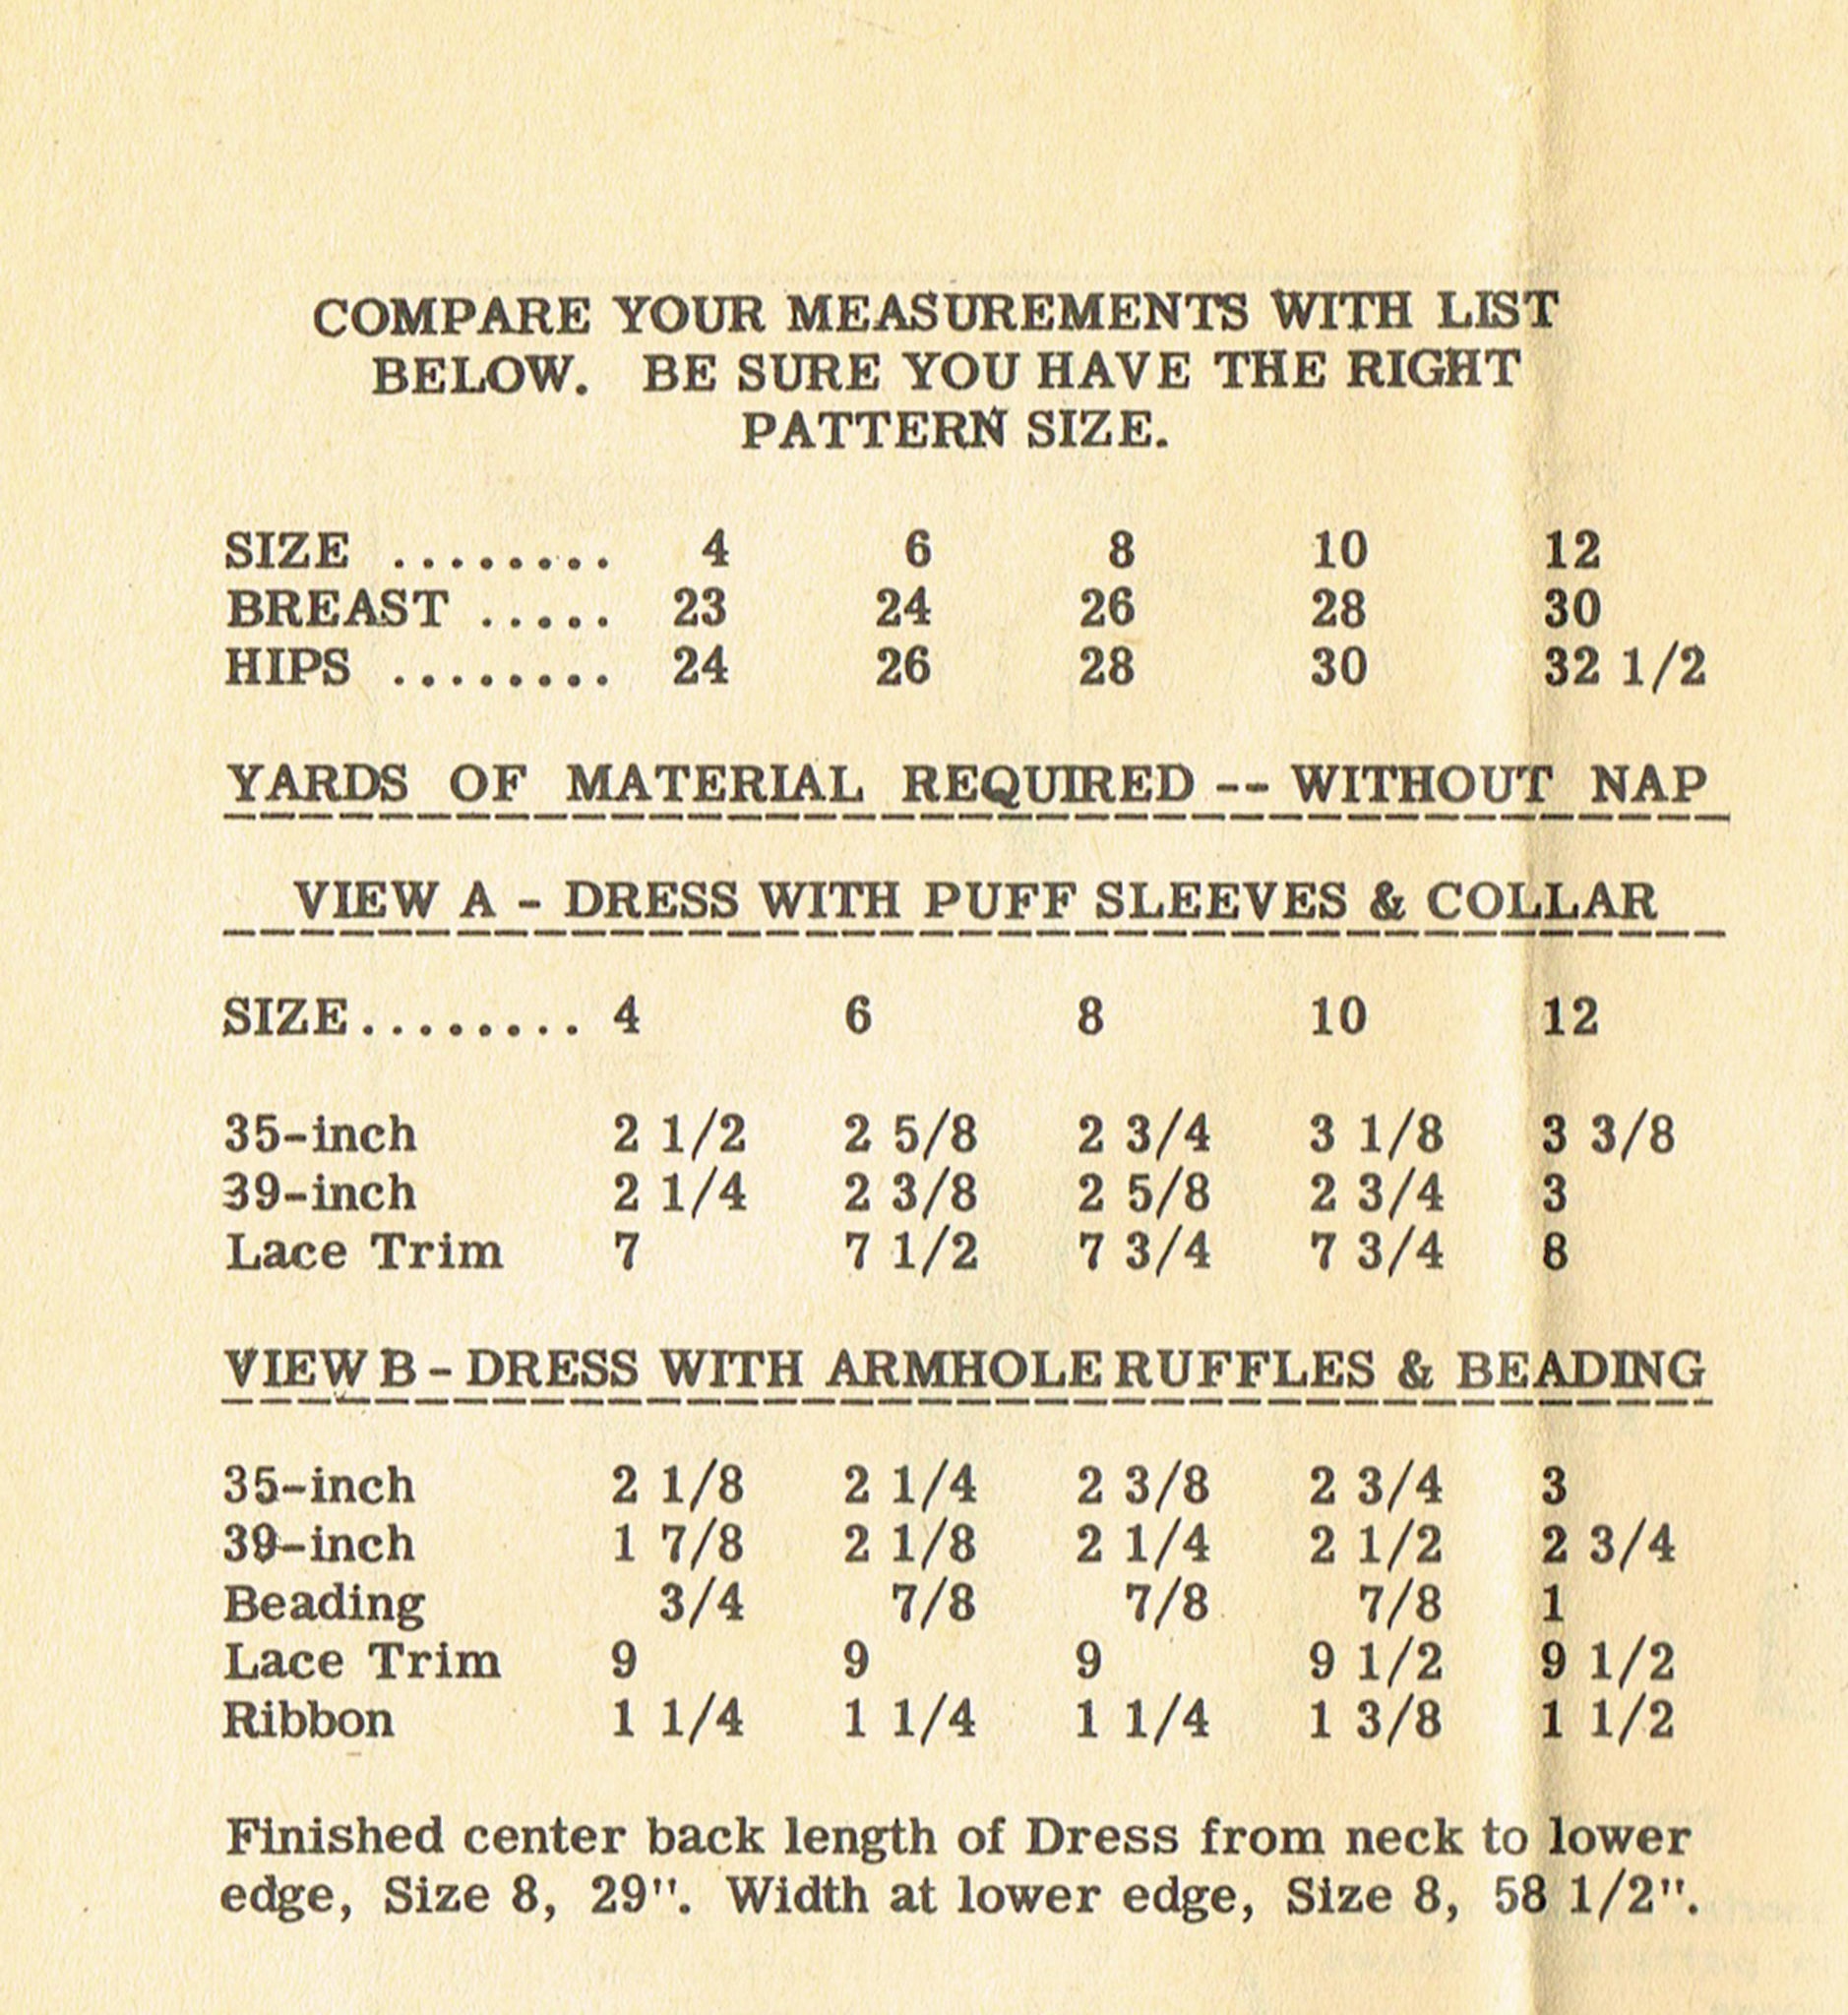 COMPARE YOUR MEASUREMENTS WITH LIST
BELOW. BE SURE YOU HAVE THE RIGHT
PATTERN SIZE.
SIZE ........ 4 6 8 10 12
BREAST ..... 23 24 26 28 30
HIPS ........ 24 26 28 30 32 1/2
YARDS OF MATERIAL REQUIRED -- WITHOUT NAP
VIEW A - DRESS WITH PUFF SLEEVES & COLLAR
SIZE........ 4 6 8 10 12
35-inch 2 1/2 2 5/8 2 3/4 3 1/8 3 3/8
39-inch 2 1/4 2 3/8 2 5/8 2 3/4 3
Lace Trim 7 7 1/2 7 3/4 7 3/4 8
VIEW B - DRESS WITH ARMHOLE RUFFLES & BEADING
35-inch 2 1/8 2 1/4 2 3/8 2 3/4 3
39-inch 1 7/8 2 1/8 2 1/4 2 1/2 2 3/4
Beading 3/4 7/8 7/8 7/8 1
Lace Trim 9 9 9 9 1/2 9 1/2
Ribbon 1 1/4 1 1/4 1 1/4 1 3/8 1 1/2
Finished center back length of Dress from neck to lower
edge, Size 8, 29". Width at lower edge, Size 8, 58 1/2".